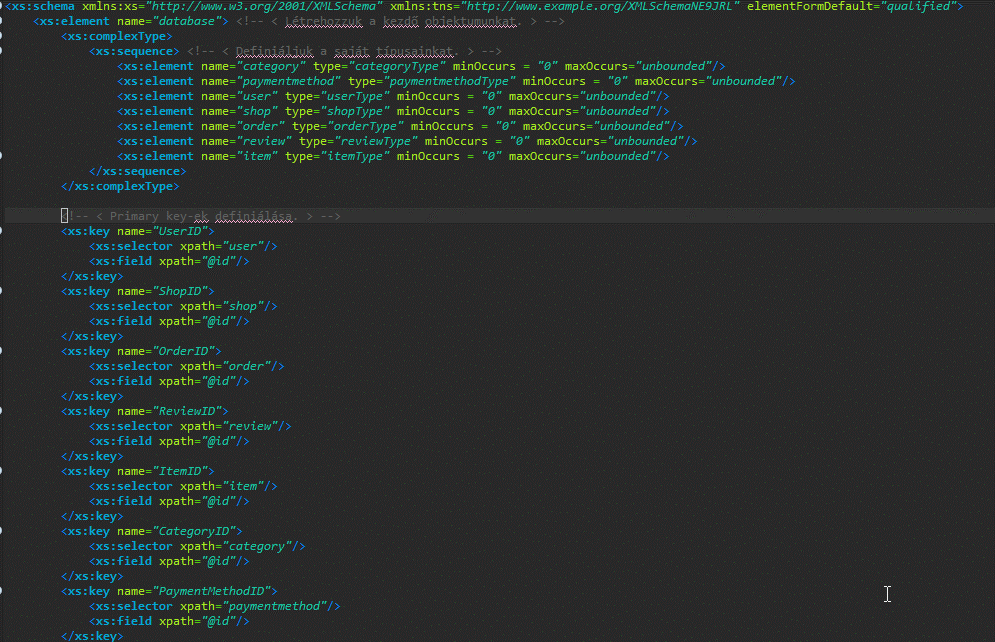 <xs:schema xmlns:xs="http://www.w3.org/2001/XMLSchema" xmlns:tns="http://www.example.org/XMLSchemaNE9JRL" elementFormDefault="qualified">
<xs:element name="database"> <!-- < Létrehozzuk a kezdő objektumunkat. > -->
<xs:complexType>
<xs:sequence> <!-- < Definiáljuk a saját típusainkat. > -->
<xs:element name="category" type="categoryType" minOccurs = "0" maxOccurs="unbounded"/>
<xs:element name="paymentmethod" type="paymentmethodType" minOccurs = "0" maxOccurs="unbounded"/>
<xs:element name="user" type="userType" minOccurs = "0" maxOccurs="unbounded"/>
<xs:element name="shop" type="shopType" minOccurs = "0" maxOccurs="unbounded"/>
<xs:element name="order" type="orderType" minOccurs = "0" maxOccurs="unbounded"/>
<xs:element name="review" type="reviewType" minOccurs = "0" maxOccurs="unbounded"/>
<xs:element name="item" type="itemType" minOccurs = "0" maxOccurs="unbounded"/>
</xs:sequence>
</xs:complexType>
<!-- < Primary key-ek definiálása. > -->
<xs:key name="UserID">
<xs:selector xpath="user"/>
<xs:field xpath="@id"/>
</xs:key>
<xs:key name="ShopID">
<xs:selector xpath="shop"/>
<xs:field xpath="@id"/>
</xs:key>
<xs:key name="OrderID">
<xs:selector xpath="order"/>
<xs:field xpath="@id"/>
</xs:key>
<xs:key name="ReviewID">
<xs:selector xpath="review"/>
<xs:field xpath="@id"/>
</xs:key>
<xs:key name="ItemID">
<xs:selector xpath="item"/>
<xs:field xpath="@id"/>
</xs:key>
<xs:key name="CategoryID">
<xs:selector xpath="category"/>
<xs:field xpath="@id"/>
</xs:key>
<xs:key name="PaymentMethodID">
<xs:selector xpath="paymentmethod"/>
<xs:field xpath="@id"/>
</xs:key>